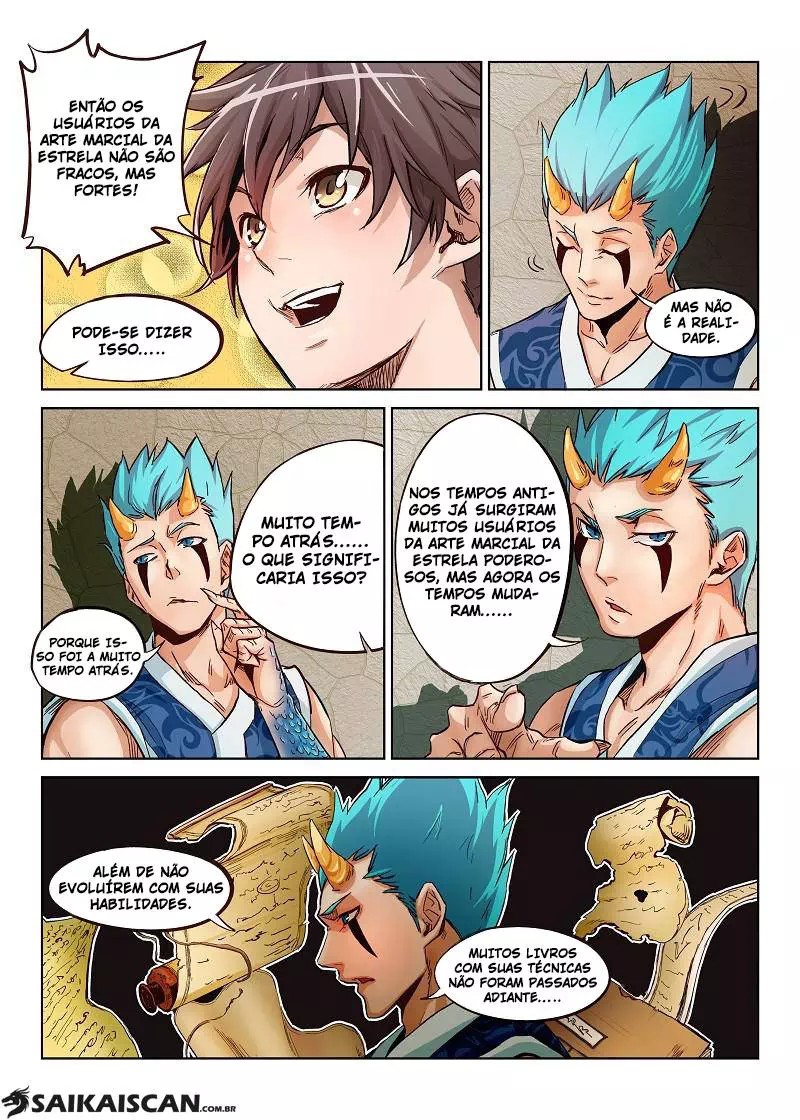 ENTÃO OS
USUÁRIOS DA
ARTE MARCIAL DA
ESTRELA NÃO SÃO
FRACOS, MAS
FORTES!
PODE-SE DIZER
ISSO.....
MAS NÃO
É A REALI-
DADE.
MUITO TEM-
PO ATRÁS......
O QUE SIGNIFI-
CARIA ISSO?
PORQUE IS-
SO FOI A MUITO
TEMPO ATRÁS.
NOS TEMPOS ANTI-
GOS JÁ SURGIRAM
MUITOS USUÁRIOS
DA ARTE MARCIAL DA
ESTRELA PODERO-
SOS, MAS AGORA OS
TEMPOS MUDA-
RAM......
ALÉM DE NÃO
EVOLUÍREM COM SUAS
HABILIDADES.
MUITOS LIVROS
COM SUAS TÉCNICAS
NÃO FORAM PASSADOS
ADIANTE.....
SAIKAISCAN.COM.BR